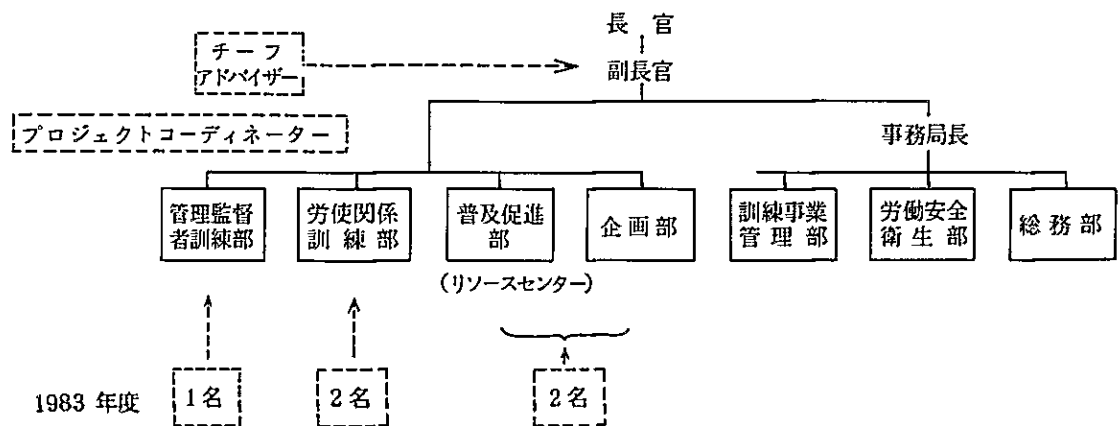 長官
チーフ
アドバイザー
副長官
プロジェクトコーディネーター
事務局長
管理監督
者訓練部
労使関係
訓練部
普及促進
部
企画部
訓練事業
管理部
労働安全
衛生部
総務部
(リソースセンター)
1983年度
1名
2名
2名